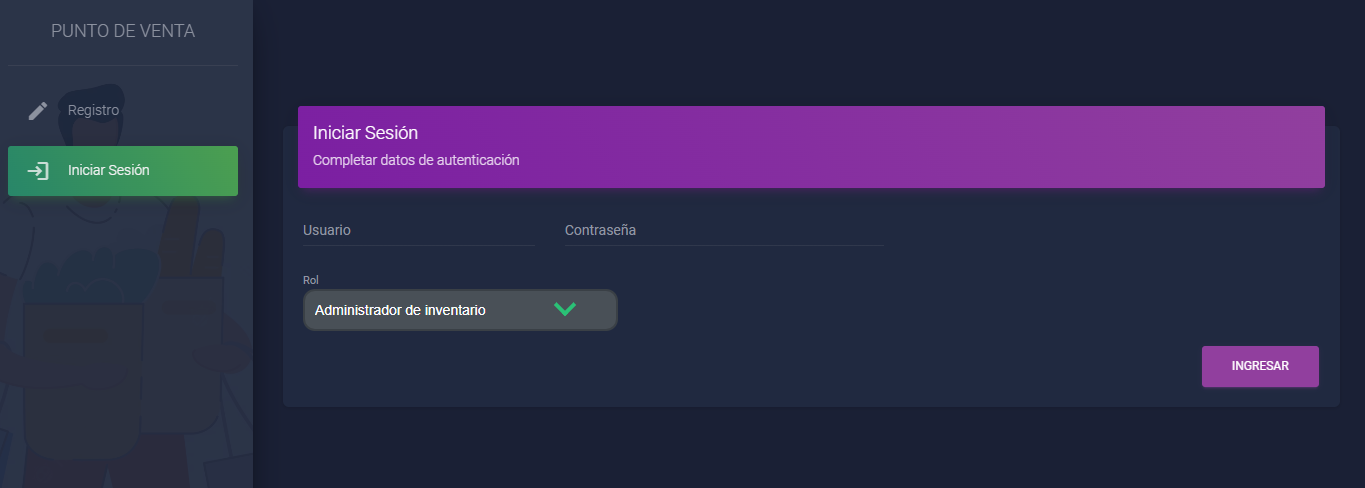 PUNTO DE VENTA
Registro
Iniciar Sesión
Iniciar Sesión
Completar datos de autenticación
Usuario
Contraseña
Rol
Administrador de inventario
INGRESAR